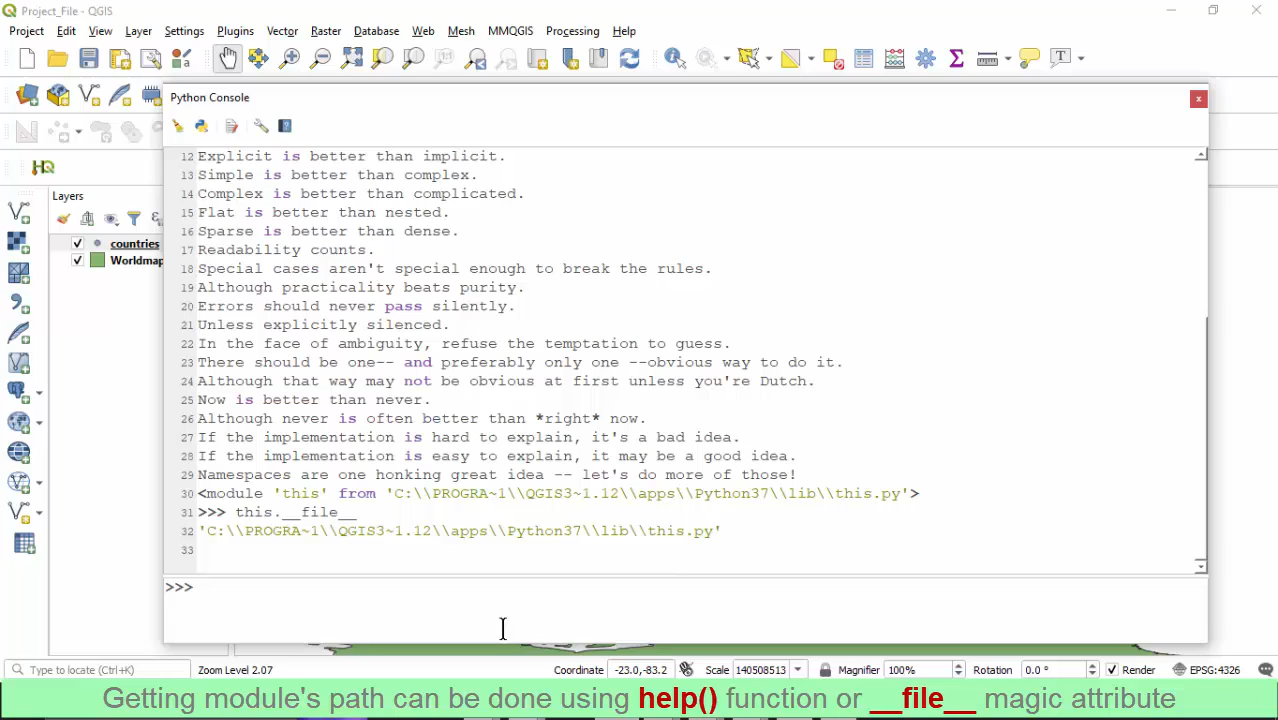 Project_File - QGIS
Project Edit View Layer Settings Plugins Vector Raster Database Web Mesh MMQGIS Processing Help
Python Console
Layers
countries
Worldmap
12 Explicit is better than implicit.
13 Simple is better than complex.
14 Complex is better than complicated.
15 Flat is better than nested.
16 Sparse is better than dense.
17 Readability counts.
18 Special cases aren't special enough to break the rules.
19 Although practicality beats purity.
20 Errors should never pass silently.
21 Unless explicitly silenced.
22 In the face of ambiguity, refuse the temptation to guess.
23 There should be one-- and preferably only one --obvious way to do it.
24 Although that way may not be obvious at first unless you're Dutch.
25 Now is better than never.
26 Although never is often better than *right* now.
27 If the implementation is hard to explain, it's a bad idea.
28 If the implementation is easy to explain, it may be a good idea.
29 Namespaces are one honking great idea -- let's do more of those!
30 <module 'this' from 'C:\\PROGRA~1\\QGIS3~1.12\\apps\\Python37\\lib\\this.py'>
31 >>> this.__file__
32 'C:\\PROGRA~1\\QGIS3~1.12\\apps\\Python37\\lib\\this.py'
33
>>>
Type to locate (Ctrl+K) Zoom Level 2.07 Coordinate -23.0,-83.2 Scale 140508513 Magnifier 100% Rotation 0.0 ° Render EPSG:4326
Getting module's path can be done using help() function or __file__ magic attribute